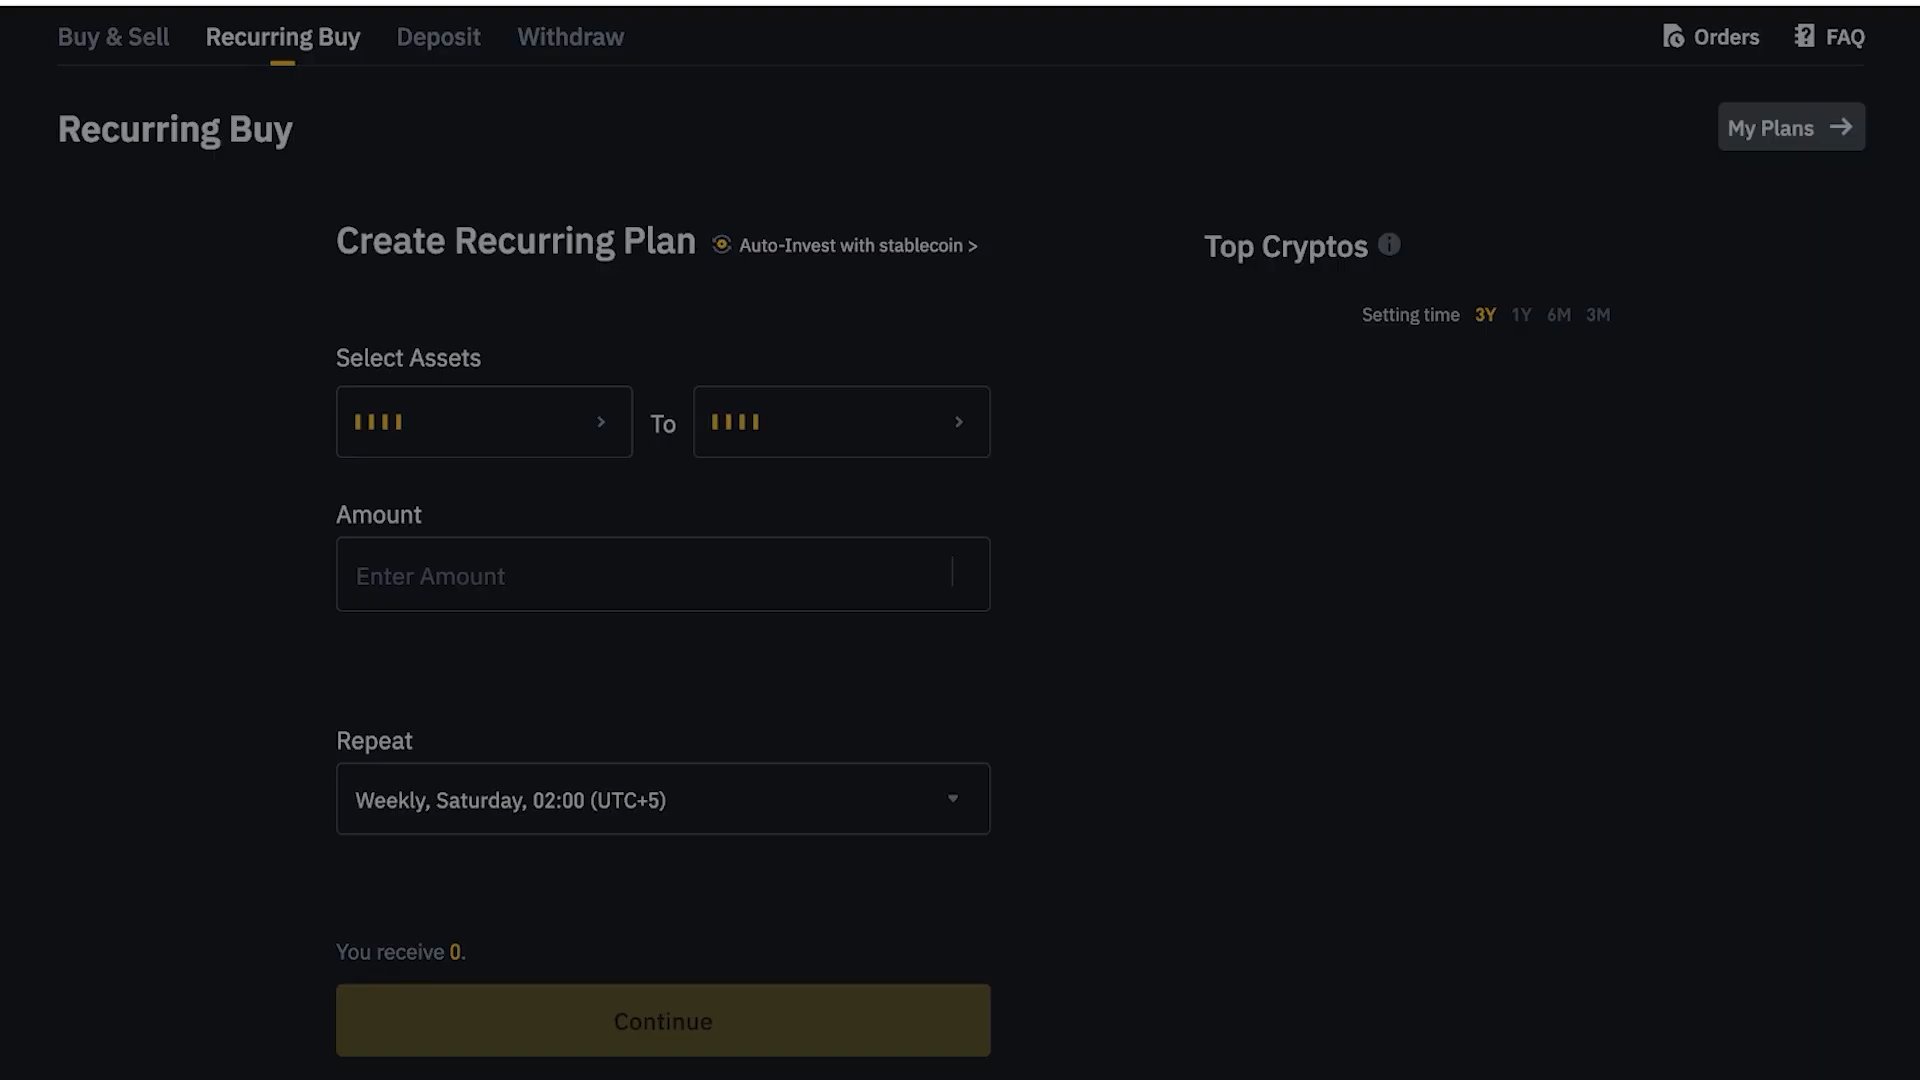 Buy & Sell Recurring Buy Deposit Withdraw Orders FAQ
Recurring Buy My Plans
Create Recurring Plan Auto-Invest with stablecoin > Top Cryptos
Setting time 3Y 1Y 6M 3M
Select Assets
To
Amount
Enter Amount
Repeat
Weekly, Saturday, 02:00 (UTC+5)
You receive 0.
Continue